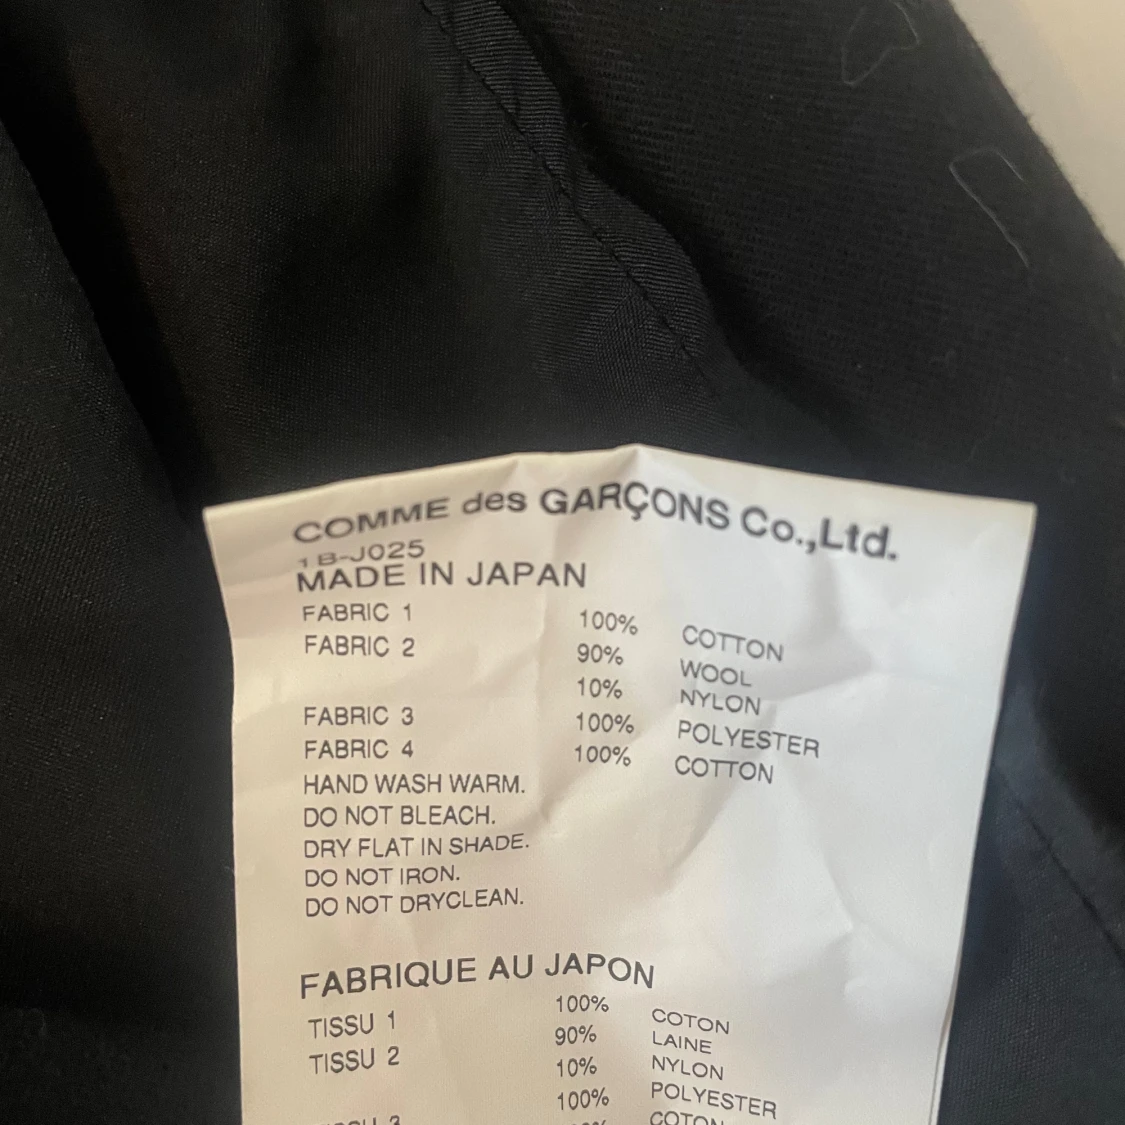 COMME des GARÇONS Co.,Ltd.
1B-J025
MADE IN JAPAN
FABRIC 1 100% COTTON
FABRIC 2 90% WOOL
10% NYLON
FABRIC 3 100% POLYESTER
FABRIC 4 100% COTTON
HAND WASH WARM.
DO NOT BLEACH.
DRY FLAT IN SHADE.
DO NOT IRON.
DO NOT DRYCLEAN.
FABRIQUE AU JAPON
TISSU 1 100% COTON
TISSU 2 90% LAINE
10% NYLON
3 100% POLYESTER